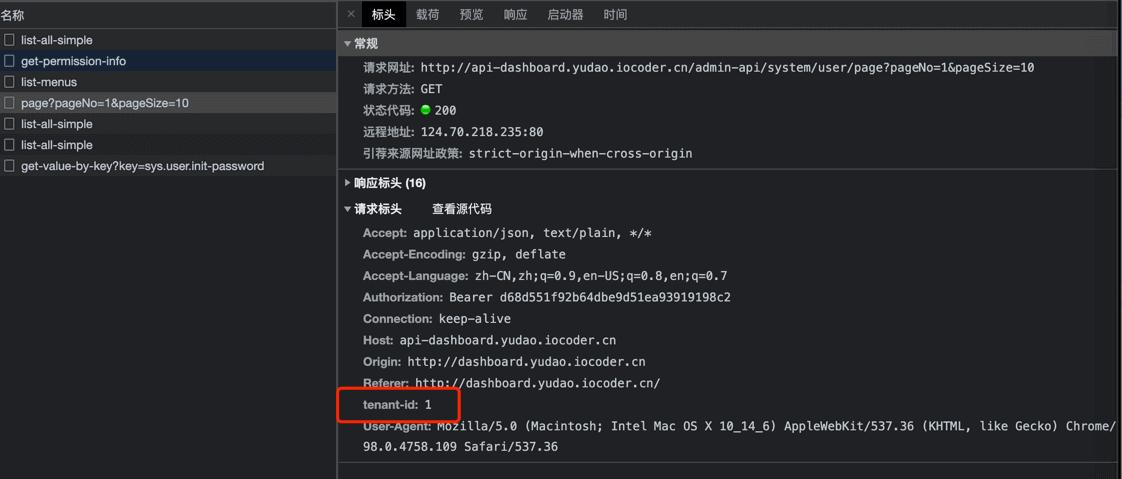 名称
list-all-simple
get-permission-info
list-menus
page?pageNo=1&pageSize=10
list-all-simple
list-all-simple
get-value-by-key?key=sys.user.init-password
× 标头 载荷 预览 响应 启动器 时间
常规
请求网址: http://api-dashboard.yudao.iocoder.cn/admin-api/system/user/page?pageNo=1&pageSize=10
请求方法: GET
状态代码: 200
远程地址: 124.70.218.235:80
引荐来源网址政策: strict-origin-when-cross-origin
响应标头 (16)
请求标头 查看源代码
Accept: application/json, text/plain, */*
Accept-Encoding: gzip, deflate
Accept-Language: zh-CN,zh;q=0.9,en-US;q=0.8,en;q=0.7
Authorization: Bearer d68d551f92b64dbe9d51ea93919198c2
Connection: keep-alive
Host: api-dashboard.yudao.iocoder.cn
Origin: http://dashboard.yudao.iocoder.cn
Referer: http://dashboard.yudao.iocoder.cn/
tenant-id: 1
User-Agent: Mozilla/5.0 (Macintosh; Intel Mac OS X 10_14_6) AppleWebKit/537.36 (KHTML, like Gecko) Chrome/
98.0.4758.109 Safari/537.36